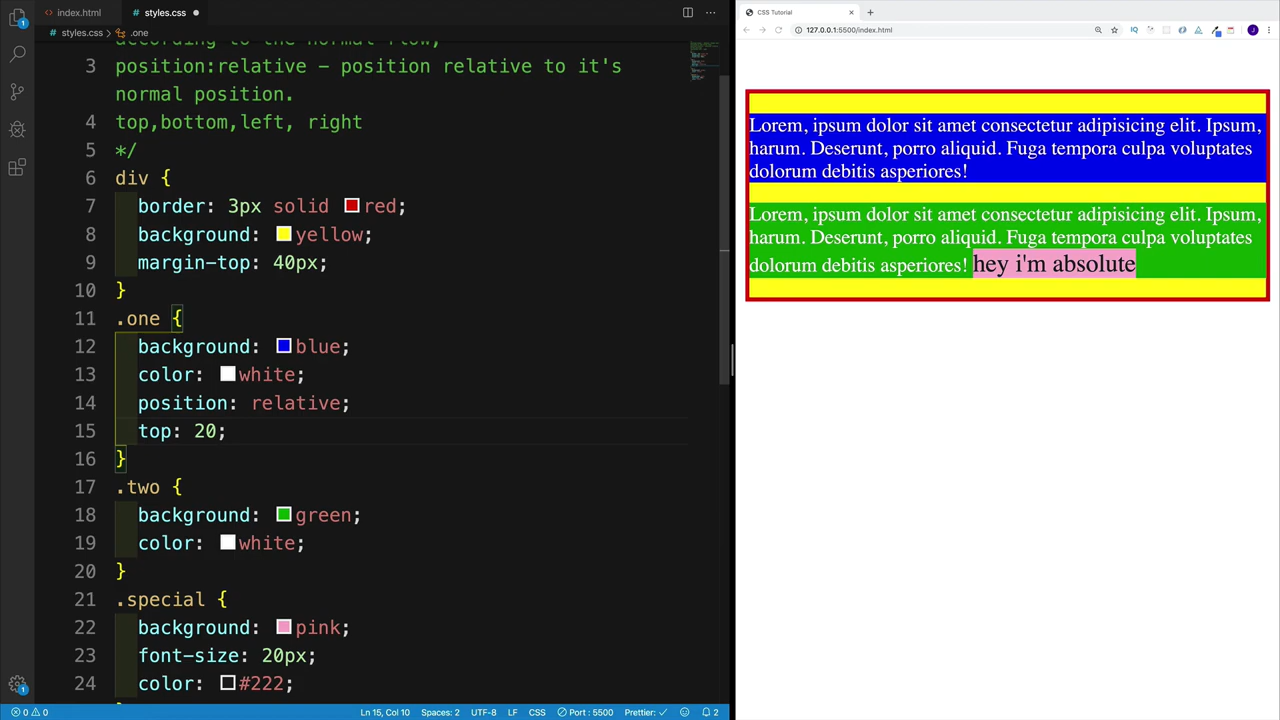 index.html
styles.css
styles.css > .one
according to the normal flow,
3 position:relative - position relative to it's
normal position.
4 top,bottom,left, right
5 */
6 div {
7 border: 3px solid red;
8 background: yellow;
9 margin-top: 40px;
10 }
11 .one {
12 background: blue;
13 color: white;
14 position: relative;
15 top: 20;
16 }
17 .two {
18 background: green;
19 color: white;
20 }
21 .special {
22 background: pink;
23 font-size: 20px;
24 color: #222;
1
1
0 0
Ln 15, Col 10
Spaces: 2
UTF-8
LF
CSS
Port : 5500
Prettier: ✓
2
CSS Tutorial
127.0.0.1:5500/index.html
IQ
J
Lorem, ipsum dolor sit amet consectetur adipisicing elit. Ipsum,
harum. Deserunt, porro aliquid. Fuga tempora culpa voluptates
dolorum debitis asperiores!
Lorem, ipsum dolor sit amet consectetur adipisicing elit. Ipsum,
harum. Deserunt, porro aliquid. Fuga tempora culpa voluptates
dolorum debitis asperiores! hey i'm absolute